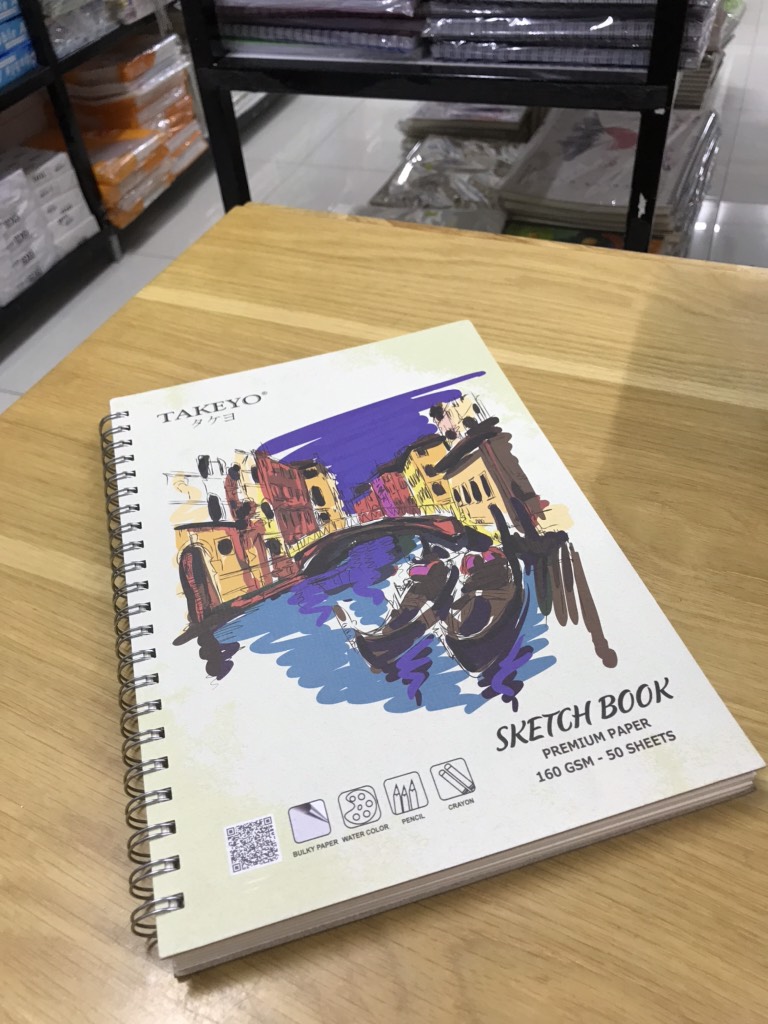 TAKEYO®
タケヨ
SKETCH BOOK
PREMIUM PAPER
160 GSM - 50 SHEETS
BULKY PAPER
WATER COLOR
PENCIL
CRAYON